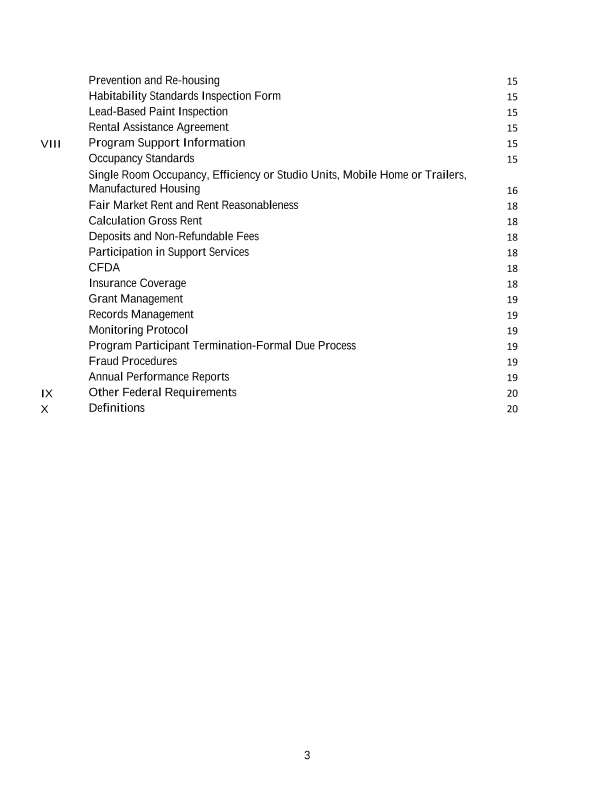 Prevention and Re-housing 15
Habitability Standards Inspection Form 15
Lead-Based Paint Inspection 15
Rental Assistance Agreement 15
VIII Program Support Information 15
Occupancy Standards 15
Single Room Occupancy, Efficiency or Studio Units, Mobile Home or Trailers,
Manufactured Housing 16
Fair Market Rent and Rent Reasonableness 18
Calculation Gross Rent 18
Deposits and Non-Refundable Fees 18
Participation in Support Services 18
CFDA 18
Insurance Coverage 18
Grant Management 19
Records Management 19
Monitoring Protocol 19
Program Participant Termination-Formal Due Process 19
Fraud Procedures 19
Annual Performance Reports 19
IX Other Federal Requirements 20
X Definitions 20
3